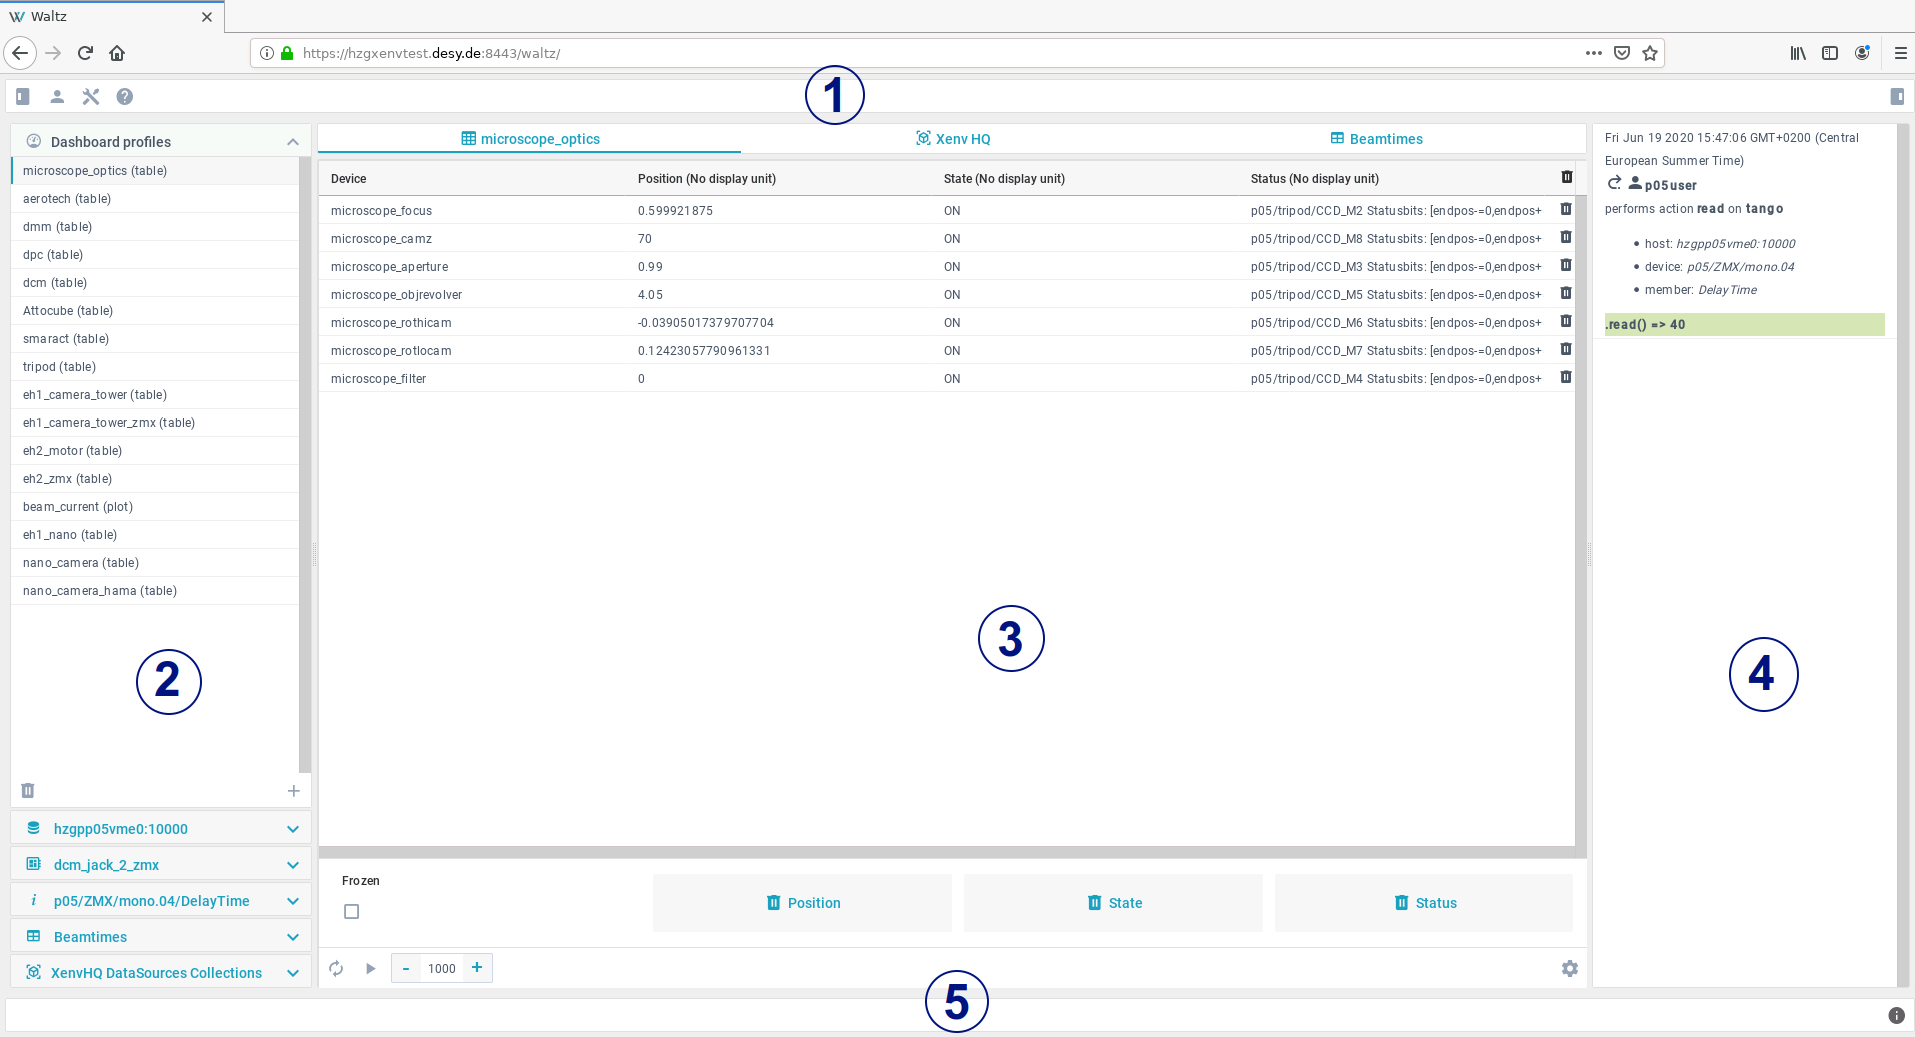 Waltz
https://hzgxenvtest.desy.de:8443/waltz/
1
Dashboard profiles
microscope_optics (table)
aerotech (table)
dmm (table)
dpc (table)
dcm (table)
Attocube (table)
smaract (table)
tripod (table)
eh1_camera_tower (table)
eh1_camera_tower_zmx (table)
eh2_motor (table)
eh2_zmx (table)
beam_current (plot)
eh1_nano (table)
nano_camera (table)
nano_camera_hama (table)
2
hzgpp05vme0:10000
dcm_jack_2_zmx
p05/ZMX/mono.04/DelayTime
Beamtimes
XenvHQ DataSources Collections
microscope_optics Xenv HQ Beamtimes
Device Position (No display unit) State (No display unit) Status (No display unit)
microscope_focus 0.599921875 ON p05/tripod/CCD_M2 Statusbits: [endpos-=0,endpos+
microscope_camz 70 ON p05/tripod/CCD_M8 Statusbits: [endpos-=0,endpos+
microscope_aperture 0.99 ON p05/tripod/CCD_M3 Statusbits: [endpos-=0,endpos+
microscope_objrevolver 4.05 ON p05/tripod/CCD_M5 Statusbits: [endpos-=0,endpos+
microscope_rothicam -0.03905017379707704 ON p05/tripod/CCD_M6 Statusbits: [endpos-=0,endpos+
microscope_rotlocam 0.12423057790961331 ON p05/tripod/CCD_M7 Statusbits: [endpos-=0,endpos+
microscope_filter 0 ON p05/tripod/CCD_M4 Statusbits: [endpos-=0,endpos+
3
Frozen
Position State Status
- 1000 +
Fri Jun 19 2020 15:47:06 GMT+0200 (Central
European Summer Time)
p05user
performs action read on tango
• host: hzgpp05vme0:10000
• device: p05/ZMX/mono.04
• member: DelayTime
.read() => 40
4
5